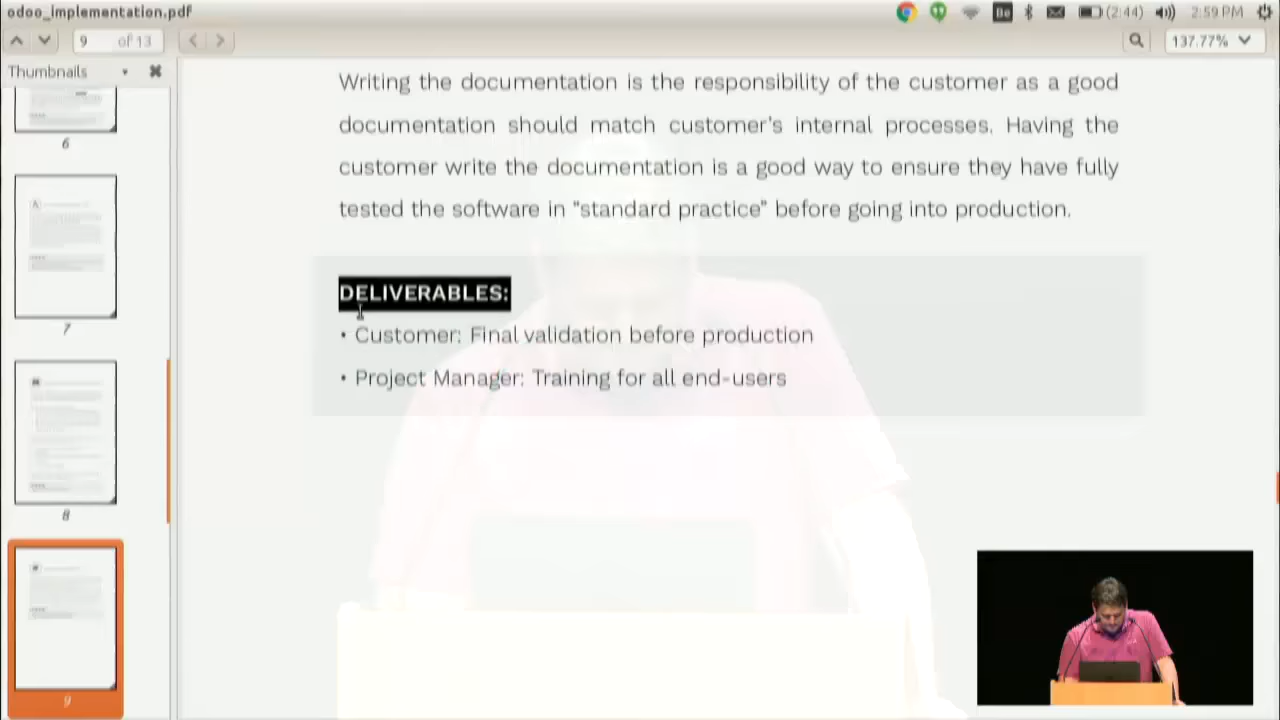 odoo_implementation.pdf
Be
(2:44)
2:59 PM
9
of 13
137.77%
Thumbnails
6
7
8
9
Writing the documentation is the responsibility of the customer as a good
documentation should match customer's internal processes. Having the
customer write the documentation is a good way to ensure they have fully
tested the software in "standard practice" before going into production.
DELIVERABLES:
• Customer: Final validation before production
• Project Manager: Training for all end-users